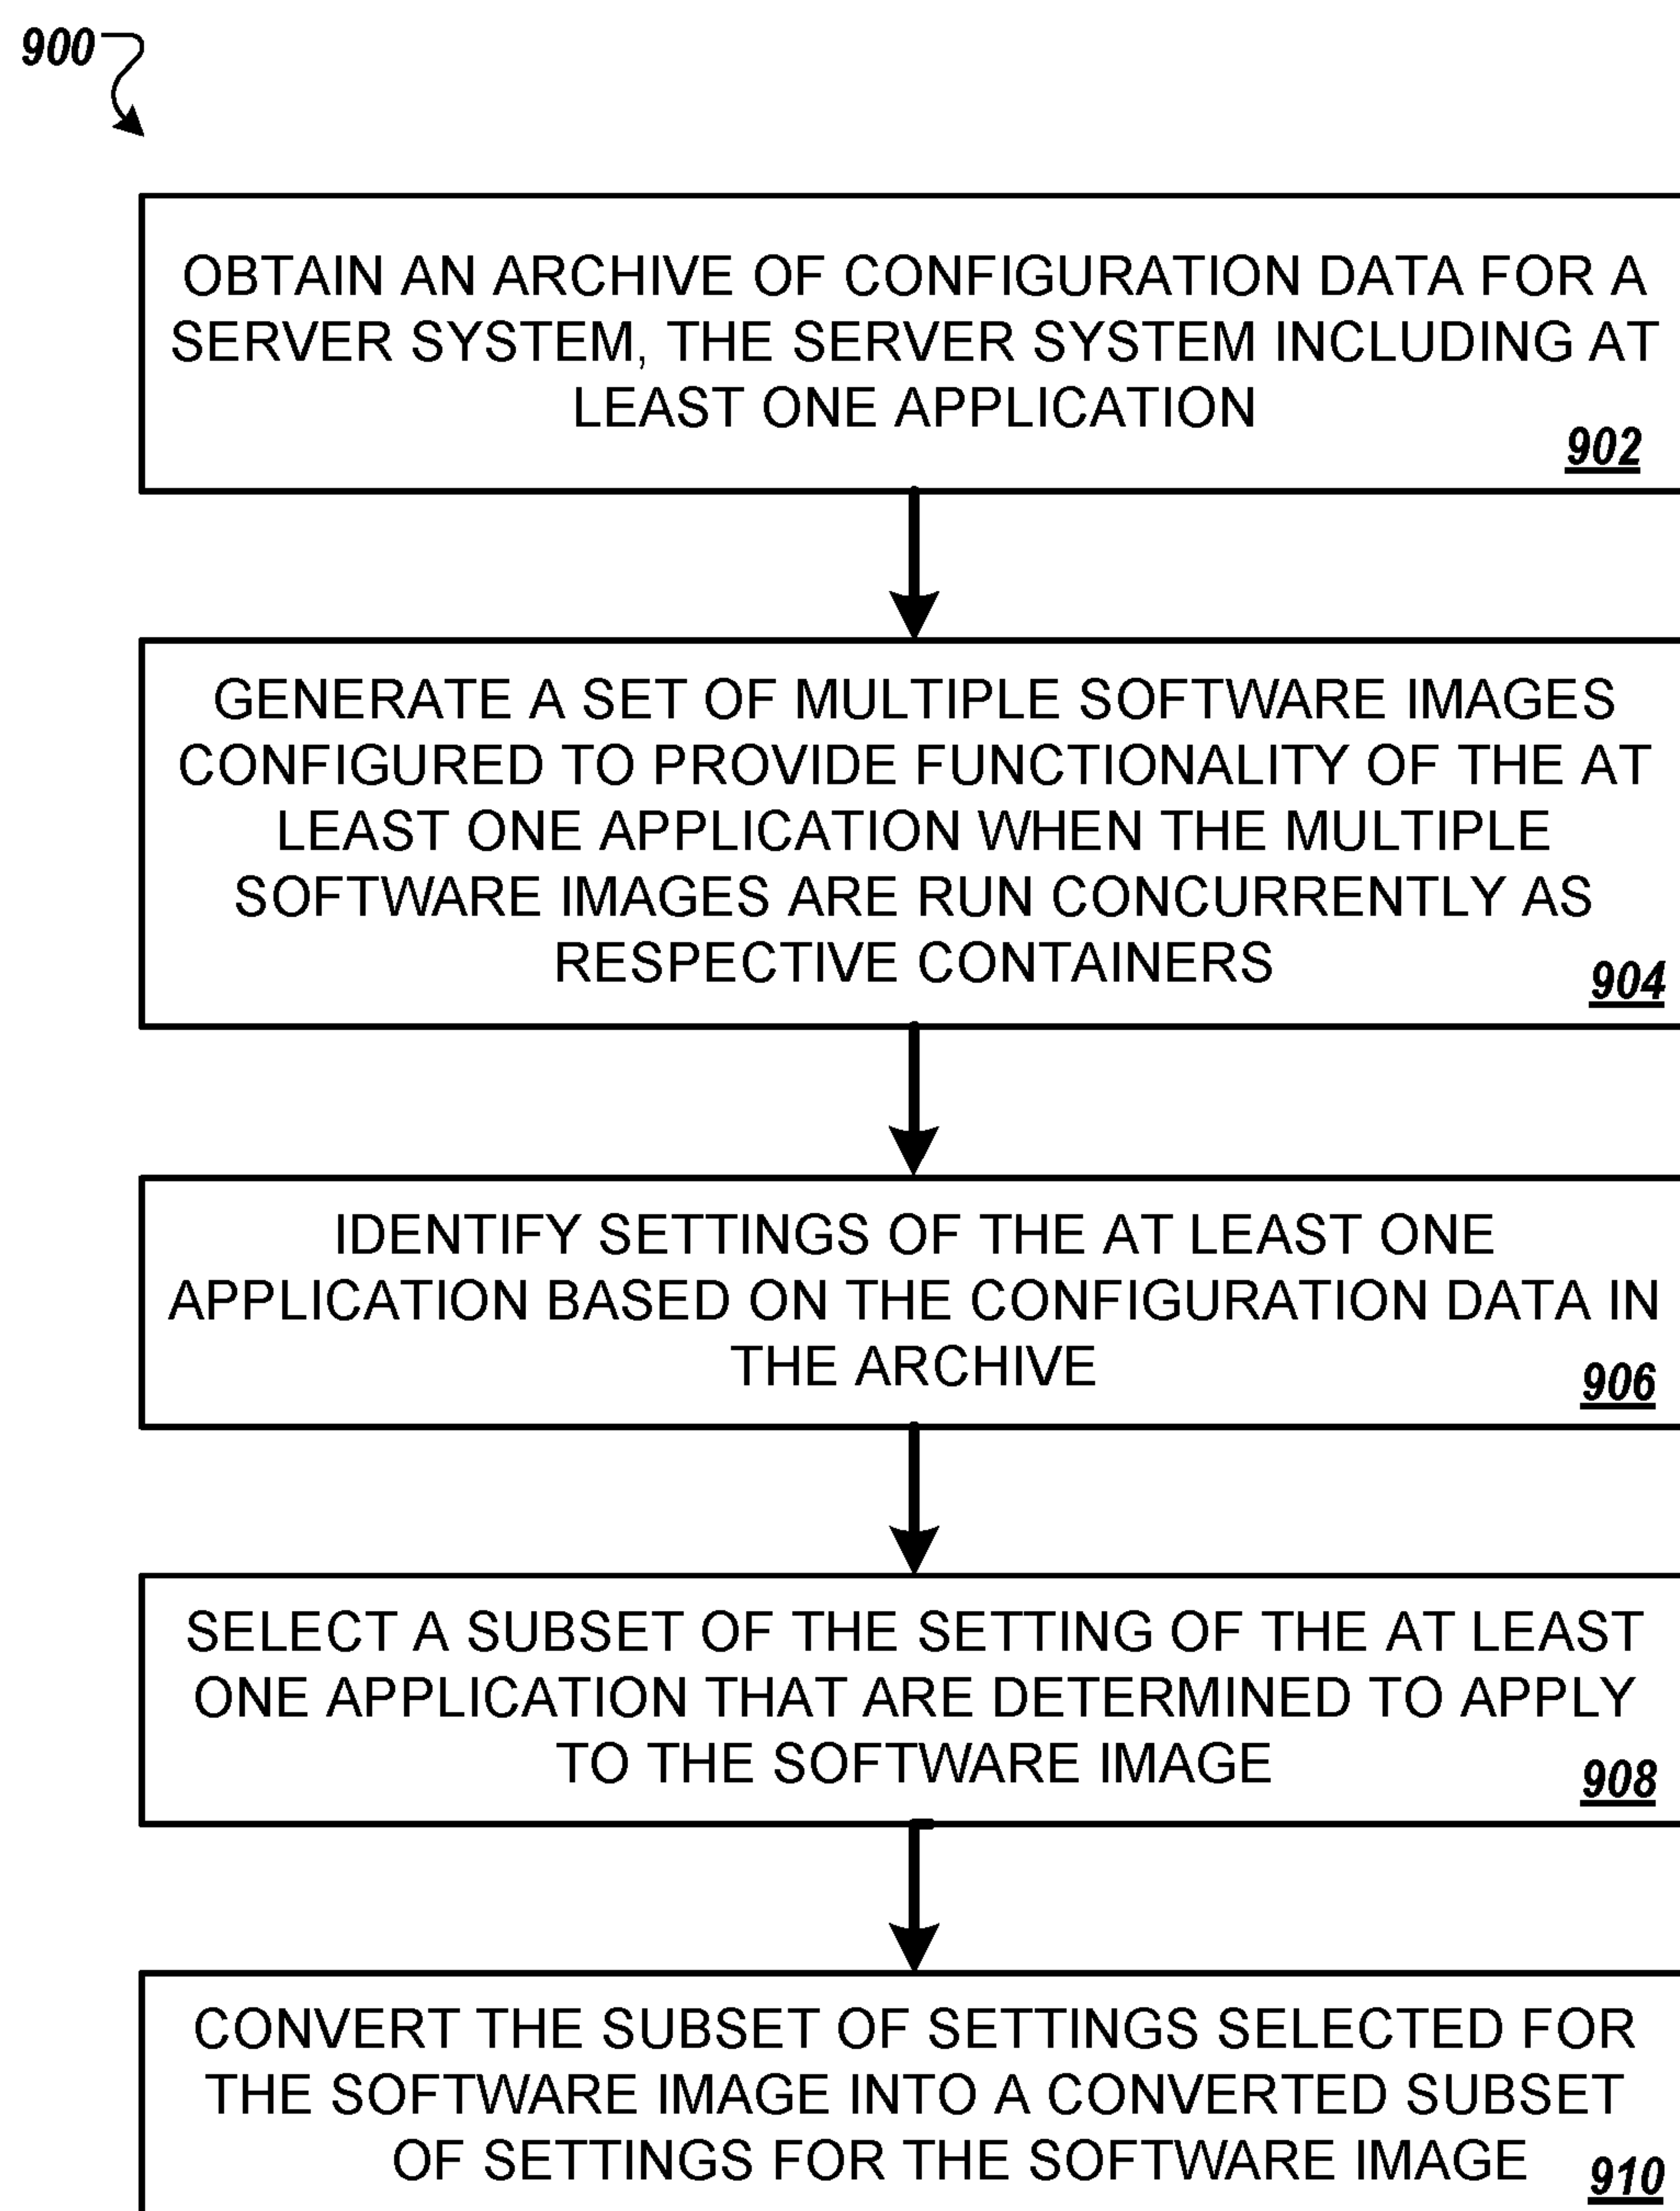 900
OBTAIN AN ARCHIVE OF CONFIGURATION DATA FOR A
SERVER SYSTEM, THE SERVER SYSTEM INCLUDING AT
LEAST ONE APPLICATION
902
GENERATE A SET OF MULTIPLE SOFTWARE IMAGES
CONFIGURED TO PROVIDE FUNCTIONALITY OF THE AT
LEAST ONE APPLICATION WHEN THE MULTIPLE
SOFTWARE IMAGES ARE RUN CONCURRENTLY AS
RESPECTIVE CONTAINERS
904
IDENTIFY SETTINGS OF THE AT LEAST ONE
APPLICATION BASED ON THE CONFIGURATION DATA IN
THE ARCHIVE
906
SELECT A SUBSET OF THE SETTING OF THE AT LEAST
ONE APPLICATION THAT ARE DETERMINED TO APPLY
TO THE SOFTWARE IMAGE
908
CONVERT THE SUBSET OF SETTINGS SELECTED FOR
THE SOFTWARE IMAGE INTO A CONVERTED SUBSET
OF SETTINGS FOR THE SOFTWARE IMAGE
910